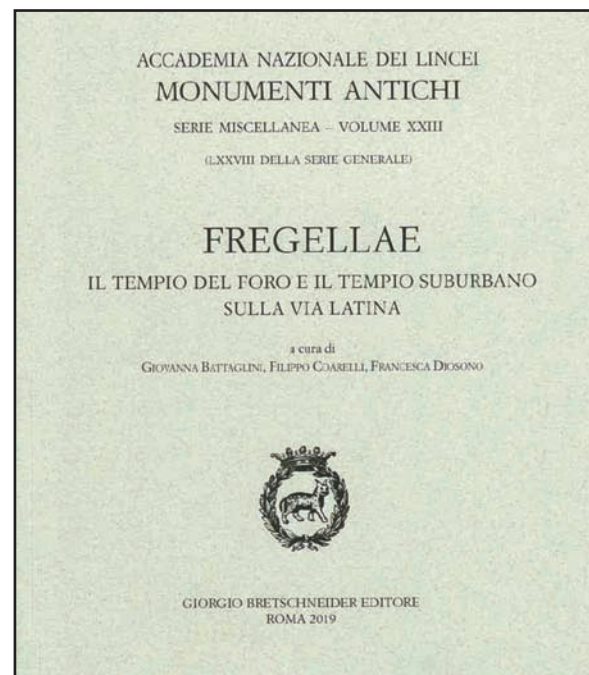 ACCADEMIA NAZIONALE DEI LINCEI
MONUMENTI ANTICHI
SERIE MISCELLANEA – VOLUME XXIII
(LXXVIII DELLA SERIE GENERALE)
FREGELLAE
IL TEMPIO DEL FORO E IL TEMPIO SUBURBANO
SULLA VIA LATINA
a cura di
GIOVANNA BATTAGLINI, FILIPPO COARELLI, FRANCESCA DIOSONO
GIORGIO BRETSCHNEIDER EDITORE
ROMA 2019